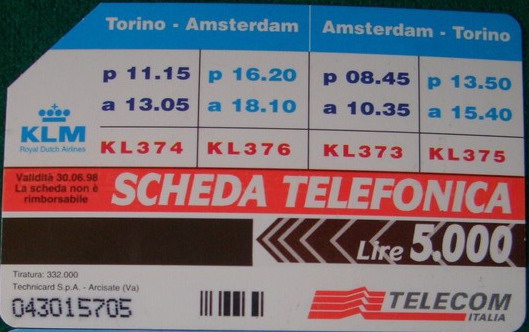 Torino - Amsterdam Amsterdam - Torino
p 11.15 p 16.20 p 08.45 p 13.50
a 13.05 a 18.10 a 10.35 a 15.40
KLM
Royal Dutch Airlines
KL374 KL376 KL373 KL375
Validità 30.06.98
La scheda non è
rimborsabile
SCHEDA TELEFONICA
Lire 5.000
Tiratura: 332.000
Technicard S.p.A. - Arcisate (Va)
043015705
TELECOM
ITALIA